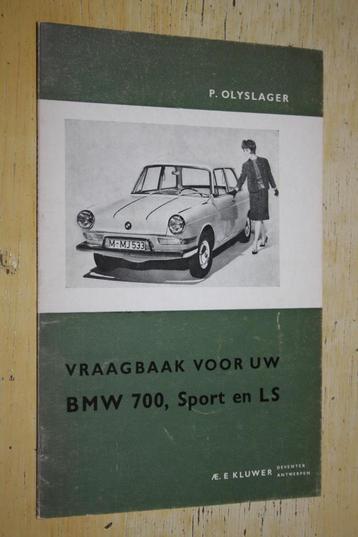 P. OLYSLAGER
M-MJ 533
VRAAGBAAK VOOR UW
BMW 700, Sport en LS
Æ. E KLUWER DEVENTER
ANTWERPEN